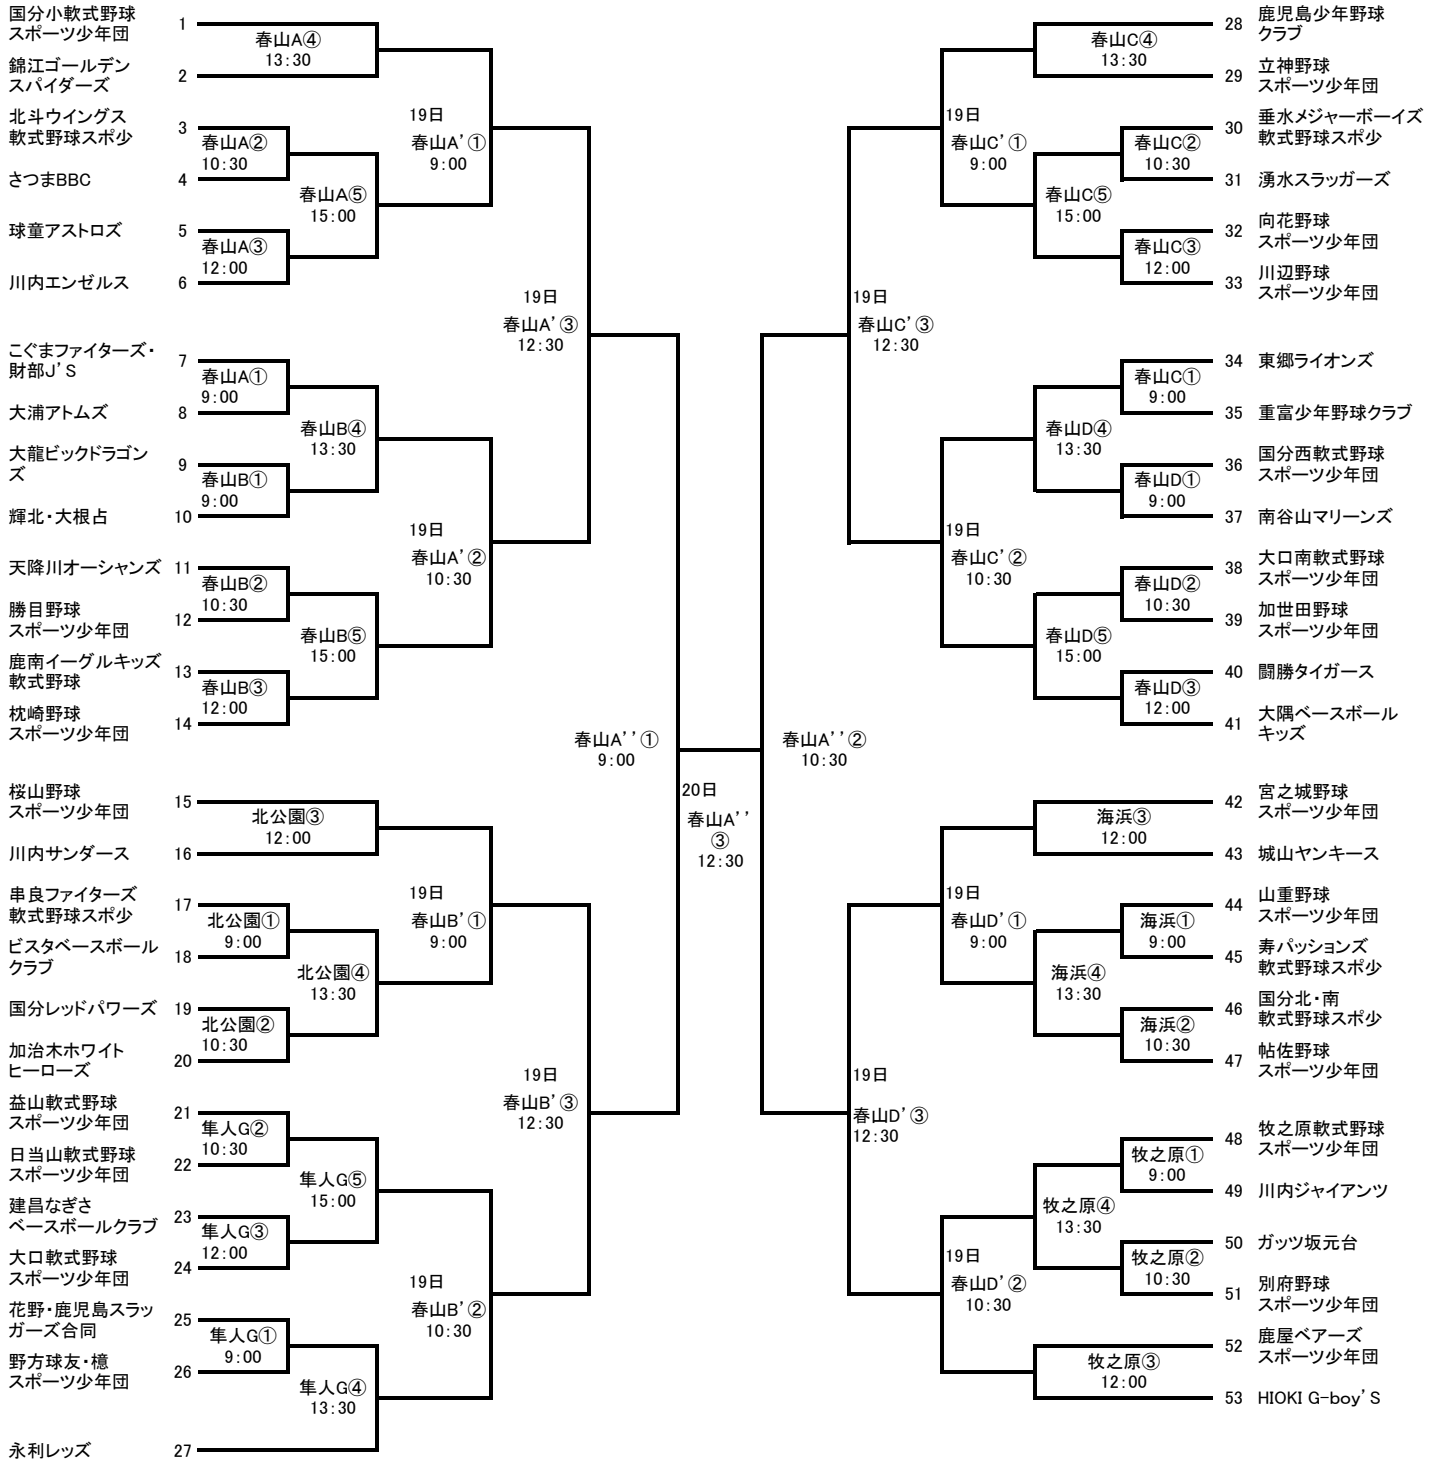 国分小軟式野球
スポーツ少年団
1
春山A④
13:30
錦江ゴールデン
スパイダーズ
2
19日
春山A'①
9:00
北斗ウイングス
軟式野球スポ少
3
春山A②
10:30
さつまBBC
4
春山A⑤
15:00
球童アストロズ
5
春山A③
12:00
川内エンゼルス
6
19日
春山A'③
12:30
こぐまファイターズ・
財部J'S
7
春山A①
9:00
大浦アトムズ
8
春山B④
13:30
大龍ビックドラゴン
ズ
9
春山B①
9:00
輝北・大根占
10
19日
春山A'②
10:30
天降川オーシャンズ
11
春山B②
10:30
勝目野球
スポーツ少年団
12
春山B⑤
15:00
鹿南イーグルキッズ
軟式野球
13
春山B③
12:00
枕崎野球
スポーツ少年団
14
春山A''①
9:00
桜山野球
スポーツ少年団
15
北公園③
12:00
川内サンダース
16
19日
春山B'①
9:00
串良ファイターズ
軟式野球スポ少
17
北公園①
9:00
ビスタベースボール
クラブ
18
北公園④
13:30
国分レッドパワーズ
19
北公園②
10:30
加治木ホワイト
ヒーローズ
20
19日
春山B'③
12:30
益山軟式野球
スポーツ少年団
21
隼人G②
10:30
日当山軟式野球
スポーツ少年団
22
隼人G⑤
15:00
建昌なぎさ
ベースボールクラブ
23
隼人G③
12:00
大口軟式野球
スポーツ少年団
24
19日
春山B'②
10:30
花野・鹿児島スラッ
ガーズ合同
25
隼人G①
9:00
野方球友・檍
スポーツ少年団
26
隼人G④
13:30
永利レッズ
27
20日
春山A''
③
12:30
28
鹿児島少年野球
クラブ
春山C④
13:30
29
立神野球
スポーツ少年団
19日
春山C'①
9:00
30
垂水メジャーボーイズ
軟式野球スポ少
春山C②
10:30
31
湧水スラッガーズ
春山C⑤
15:00
32
向花野球
スポーツ少年団
春山C③
12:00
33
川辺野球
スポーツ少年団
19日
春山C'③
12:30
34
東郷ライオンズ
春山C①
9:00
35
重富少年野球クラブ
春山D④
13:30
36
国分西軟式野球
スポーツ少年団
春山D①
9:00
37
南谷山マリーンズ
19日
春山C'②
10:30
38
大口南軟式野球
スポーツ少年団
春山D②
10:30
39
加世田野球
スポーツ少年団
春山D⑤
15:00
40
闘勝タイガース
春山D③
12:00
41
大隅ベースボール
キッズ
春山A''②
10:30
42
宮之城野球
スポーツ少年団
海浜③
12:00
43
城山ヤンキース
19日
春山D'①
9:00
44
山重野球
スポーツ少年団
海浜①
9:00
45
寿パッションズ
軟式野球スポ少
海浜④
13:30
46
国分北・南
軟式野球スポ少
海浜②
10:30
47
帖佐野球
スポーツ少年団
19日
春山D'③
12:30
48
牧之原軟式野球
スポーツ少年団
牧之原①
9:00
49
川内ジャイアンツ
牧之原④
13:30
50
ガッツ坂元台
牧之原②
10:30
51
別府野球
スポーツ少年団
19日
春山D'②
10:30
52
鹿屋ベアーズ
スポーツ少年団
牧之原③
12:00
53
HIOKI G-boy'S